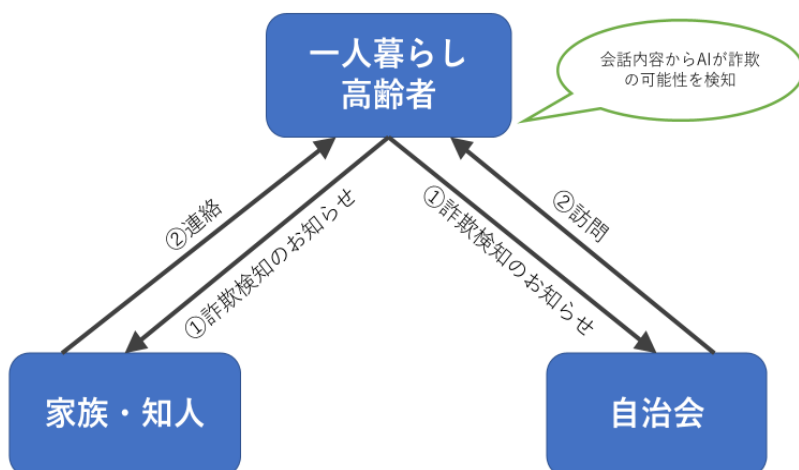 一人暮らし
高齢者
会話内容からAIが詐欺
の可能性を検知
②連絡
①詐欺検知のお知らせ
①詐欺検知のお知らせ
②訪問
家族・知人
自治会